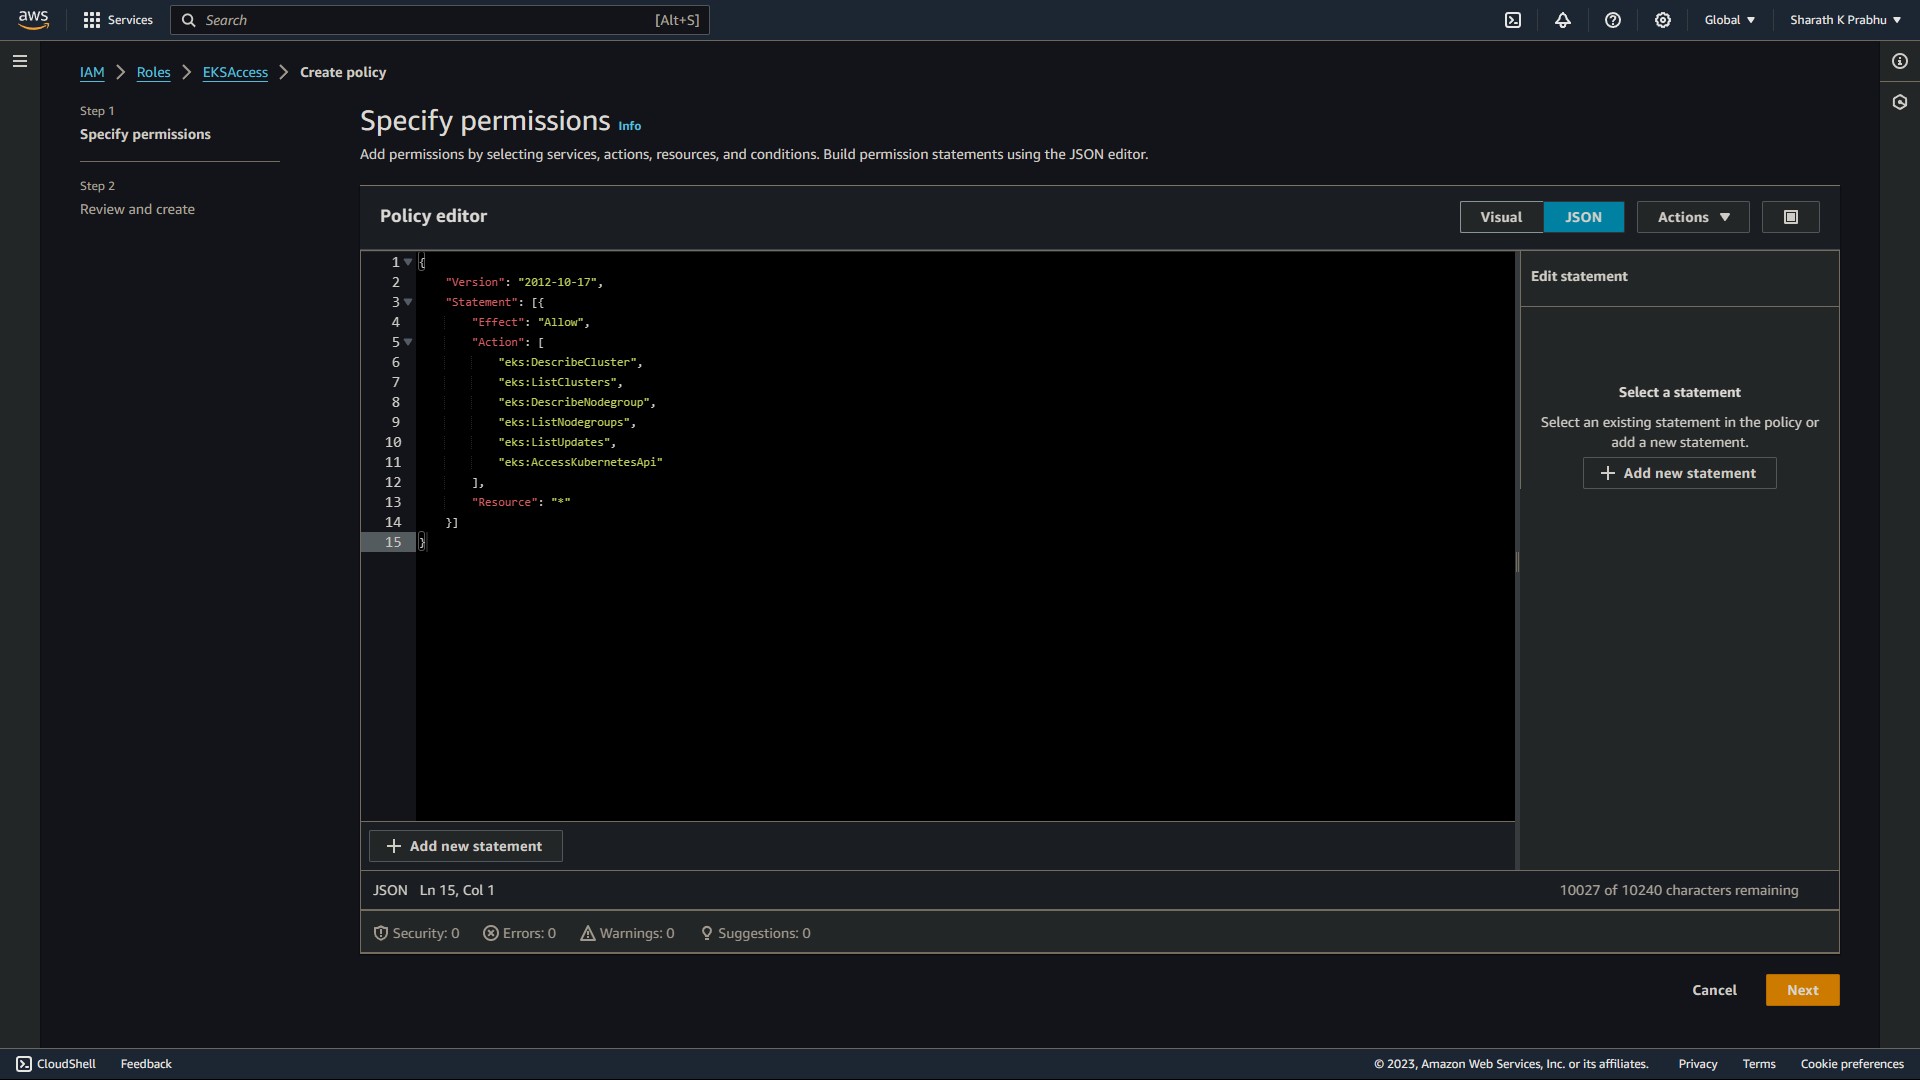 aws
Services
Search
[Alt+S]
Global
Sharath K Prabhu
IAM
Roles
EKSAccess
Create policy
Step 1
Specify permissions
Step 2
Review and create
Specify permissions Info
Add permissions by selecting services, actions, resources, and conditions. Build permission statements using the JSON editor.
Policy editor
Visual
JSON
Actions
1 {
2 "Version": "2012-10-17",
3 "Statement": [{
4 "Effect": "Allow",
5 "Action": [
6 "eks:DescribeCluster",
7 "eks:ListClusters",
8 "eks:DescribeNodegroup",
9 "eks:ListNodegroups",
10 "eks:ListUpdates",
11 "eks:AccessKubernetesApi"
12 ],
13 "Resource": "*"
14 }]
15 }
Edit statement
Select a statement
Select an existing statement in the policy or
add a new statement.
Add new statement
Add new statement
JSON Ln 15, Col 1
10027 of 10240 characters remaining
Security: 0
Errors: 0
Warnings: 0
Suggestions: 0
Cancel
Next
CloudShell
Feedback
© 2023, Amazon Web Services, Inc. or its affiliates.
Privacy
Terms
Cookie preferences